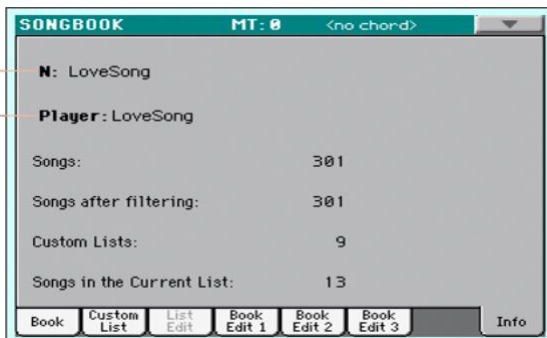 SONGBOOK MT: 0 <no chord>
N: LoveSong
Player: LoveSong
Songs: 301
Songs after filtering: 301
Custom Lists: 9
Songs in the Current List: 13
Book Custom List List Edit Book Edit 1 Book Edit 2 Book Edit 3 Info